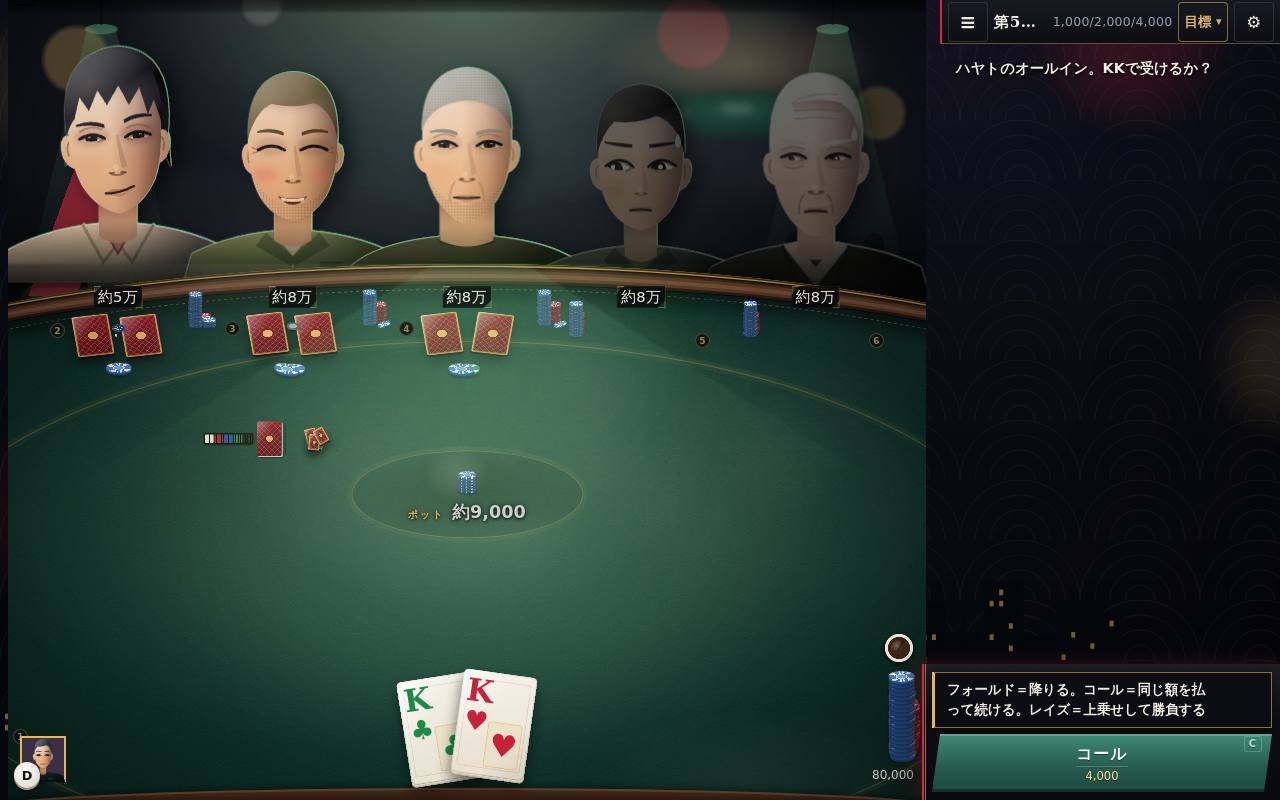 ☰ 第5… 1,000/2,000/4,000 目標 ▾ ⚙
ハヤトのオールイン。KKで受けるか？
約5万
約8万
約8万
約8万
約8万
2
3
4
5
6
ポット 約9,000
K
K
1
D
80,000
フォールド＝降りる。コール＝同じ額を払
って続ける。レイズ＝上乗せして勝負する
コール
C
4,000